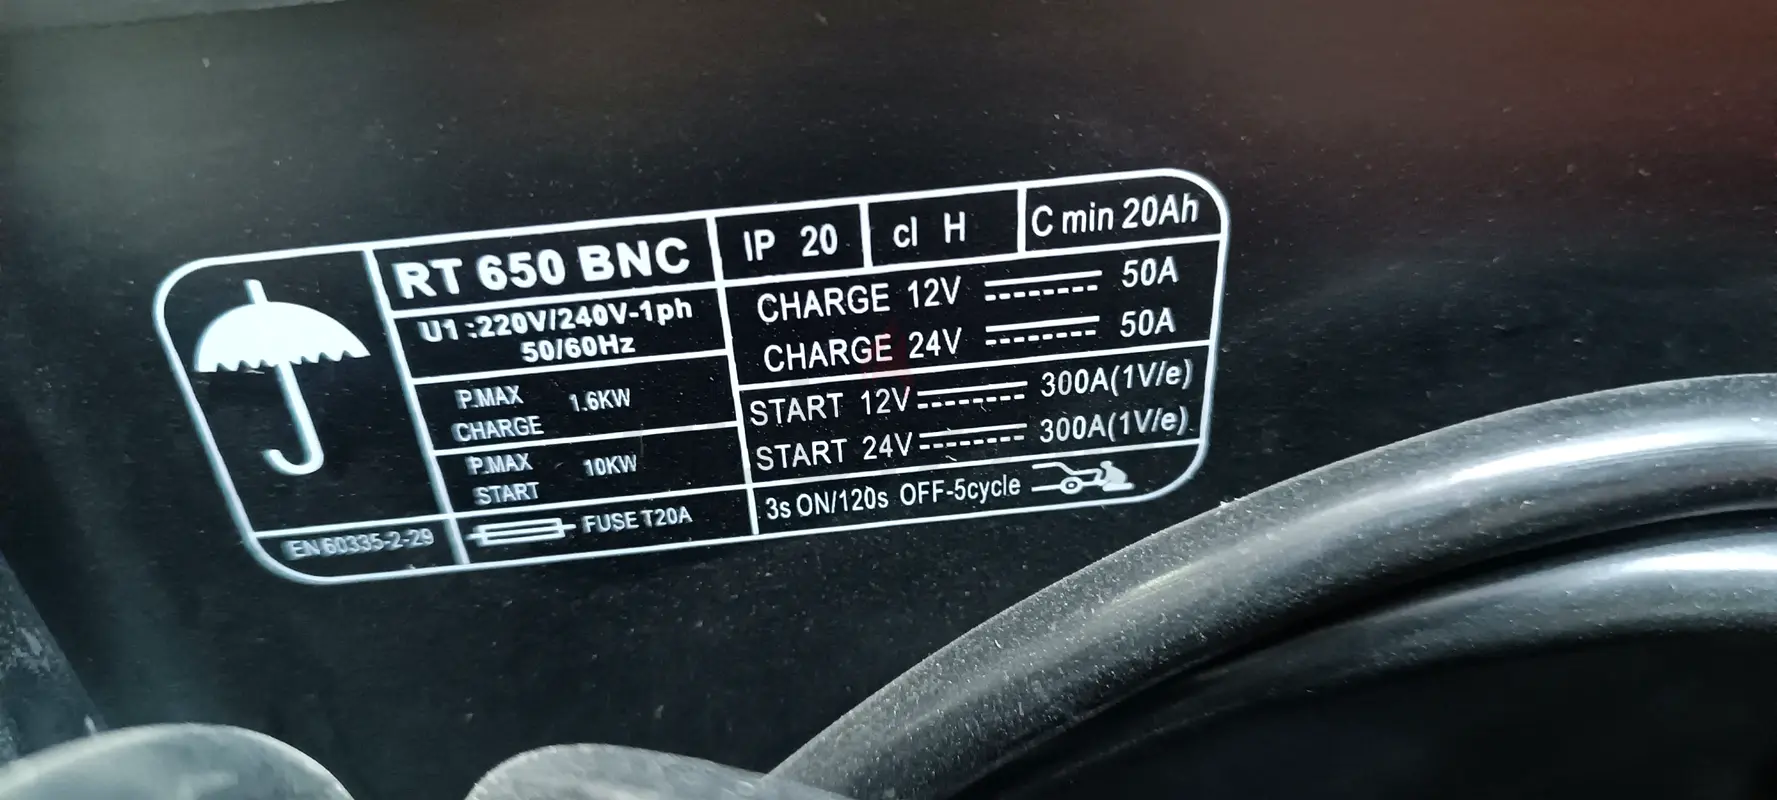 RT 650 BNC
IP 20
cl H
C min 20Ah
U1 :220V/240V-1ph
50/60Hz
CHARGE 12V 50A
CHARGE 24V 50A
P.MAX
CHARGE
1.6KW
START 12V 300A(1V/e)
START 24V 300A(1V/e)
P.MAX
START
10KW
EN 60335-2-29
FUSE T20A
3s ON/120s OFF-5cycle